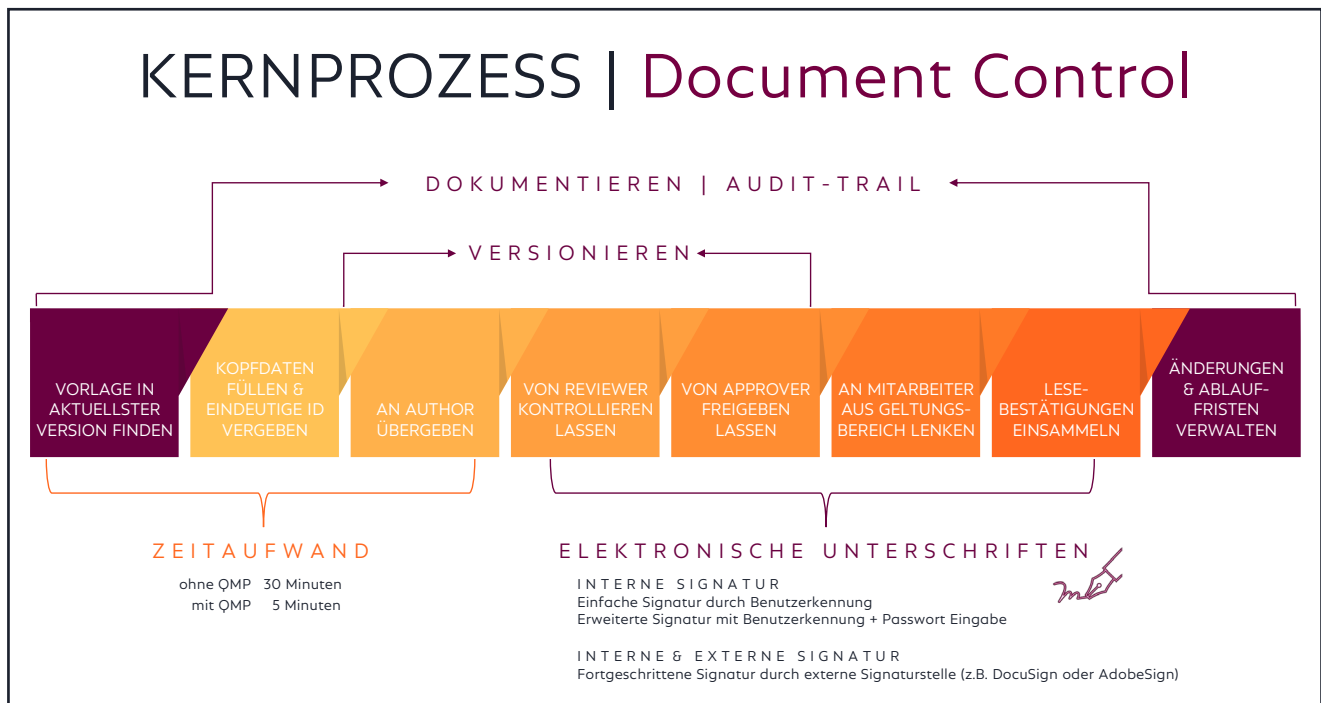 KERNPROZESS | Document Control
DOKUMENTIEREN | AUDIT-TRAIL
VERSIONIEREN
VORLAGE IN
AKTUELLSTER
VERSION FINDEN
KOPFDATEN
FÜLLEN &
EINDEUTIGE ID
VERGEBEN
AN AUTHOR
ÜBERGEBEN
VON REVIEWER
KONTROLLIEREN
LASSEN
VON APPROVER
FREIGEBEN
LASSEN
AN MITARBEITER
AUS GELTUNGS-
BEREICH LENKEN
LESE-
BESTÄTIGUNGEN
EINSAMMELN
ÄNDERUNGEN
& ABLAUF-
FRISTEN
VERWALTEN
ZEITAUFWAND
ohne QMP 30 Minuten
mit QMP 5 Minuten
ELEKTRONISCHE UNTERSCHRIFTEN
INTERNE SIGNATUR
Einfache Signatur durch Benutzerkennung
Erweiterte Signatur mit Benutzerkennung + Passwort Eingabe
INTERNE & EXTERNE SIGNATUR
Fortgeschrittene Signatur durch externe Signaturstelle (z.B. DocuSign oder AdobeSign)